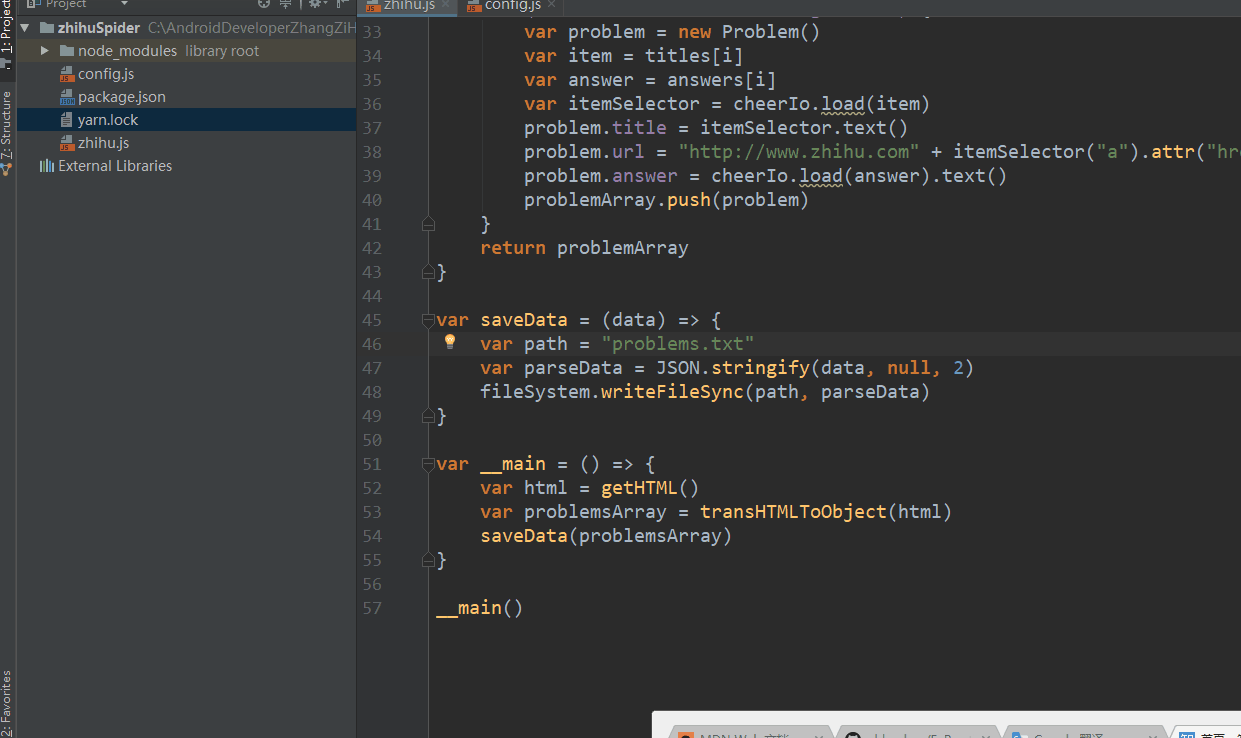 Project
zhihu.js
config.js
1: Project
zhihuSpider C:\AndroidDeveloperZhangZiH
node_modules library root
config.js
package.json
yarn.lock
zhihu.js
External Libraries
7: Structure
2: Favorites
33 var problem = new Problem()
34 var item = titles[i]
35 var answer = answers[i]
36 var itemSelector = cheerIo.load(item)
37 problem.title = itemSelector.text()
38 problem.url = "http://www.zhihu.com" + itemSelector("a").attr("hre
39 problem.answer = cheerIo.load(answer).text()
40 problemArray.push(problem)
41 }
42 return problemArray
43 }
44
45 var saveData = (data) => {
46 var path = "problems.txt"
47 var parseData = JSON.stringify(data, null, 2)
48 fileSystem.writeFileSync(path, parseData)
49 }
50
51 var __main = () => {
52 var html = getHTML()
53 var problemsArray = transHTMLToObject(html)
54 saveData(problemsArray)
55 }
56
57 __main()